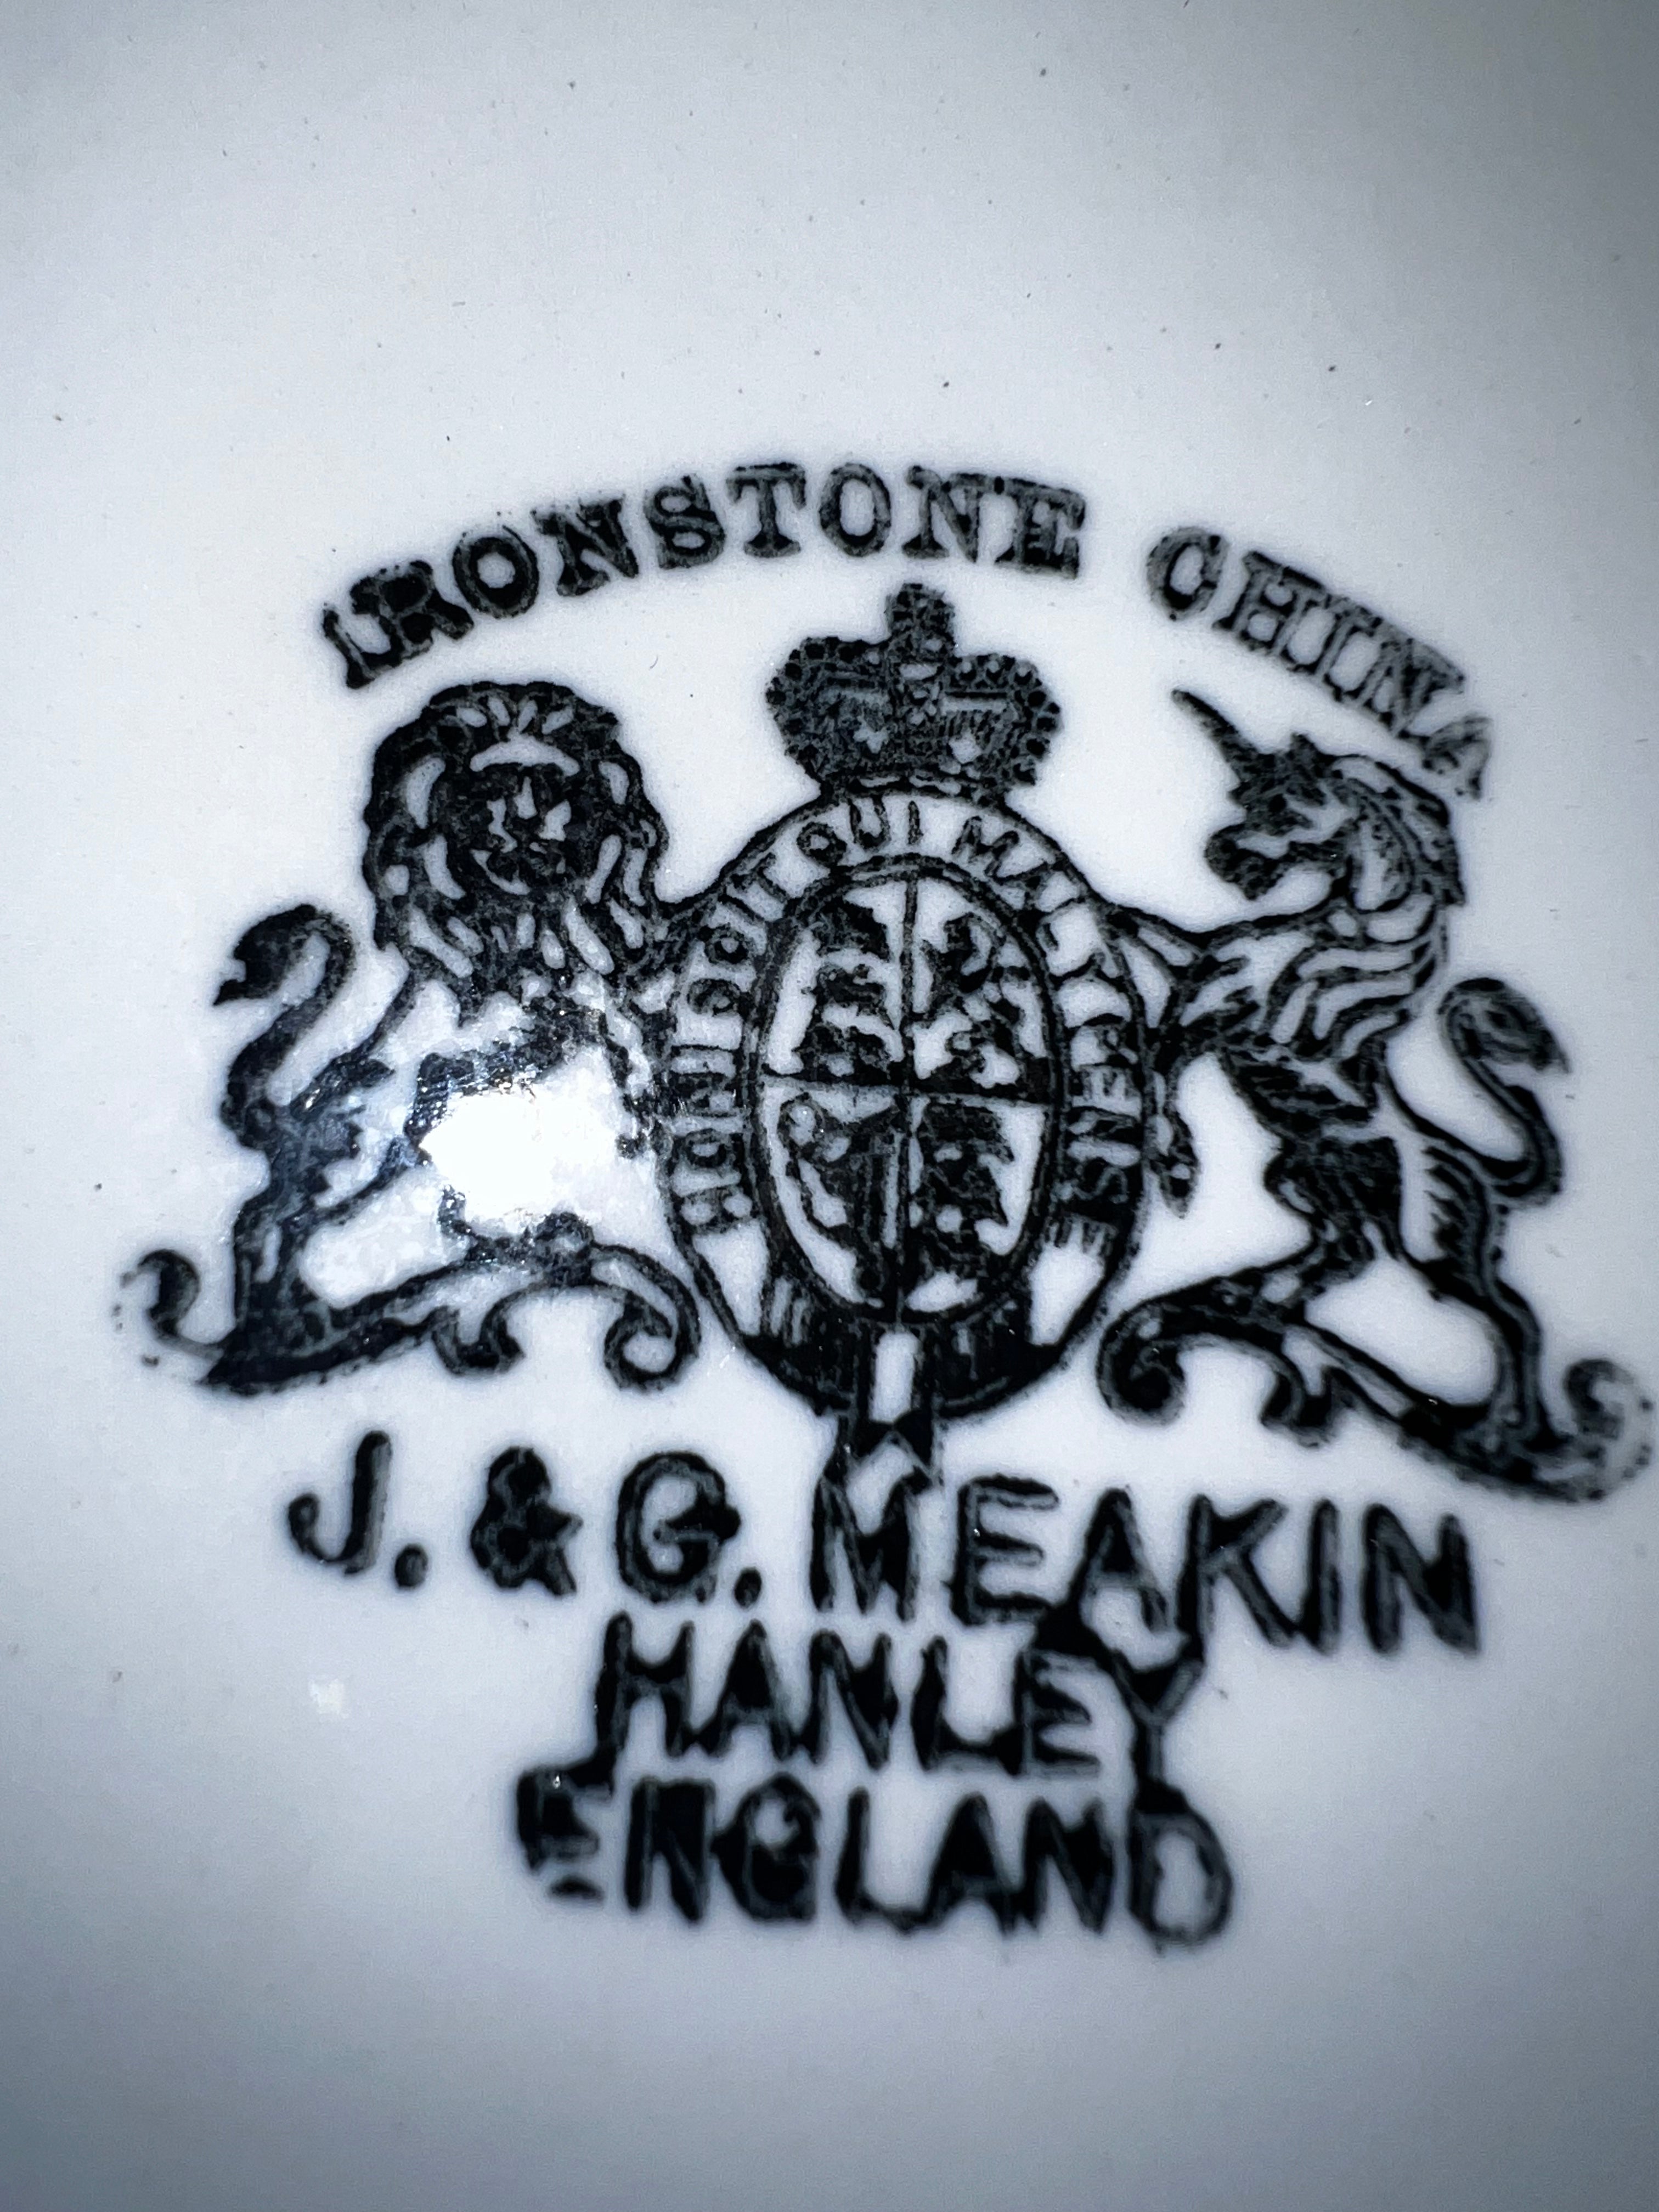 IRONSTONE CHINA
HONI SOIT QUI MAL Y PENSE
J. & G. MEAKIN
HANLEY
ENGLAND